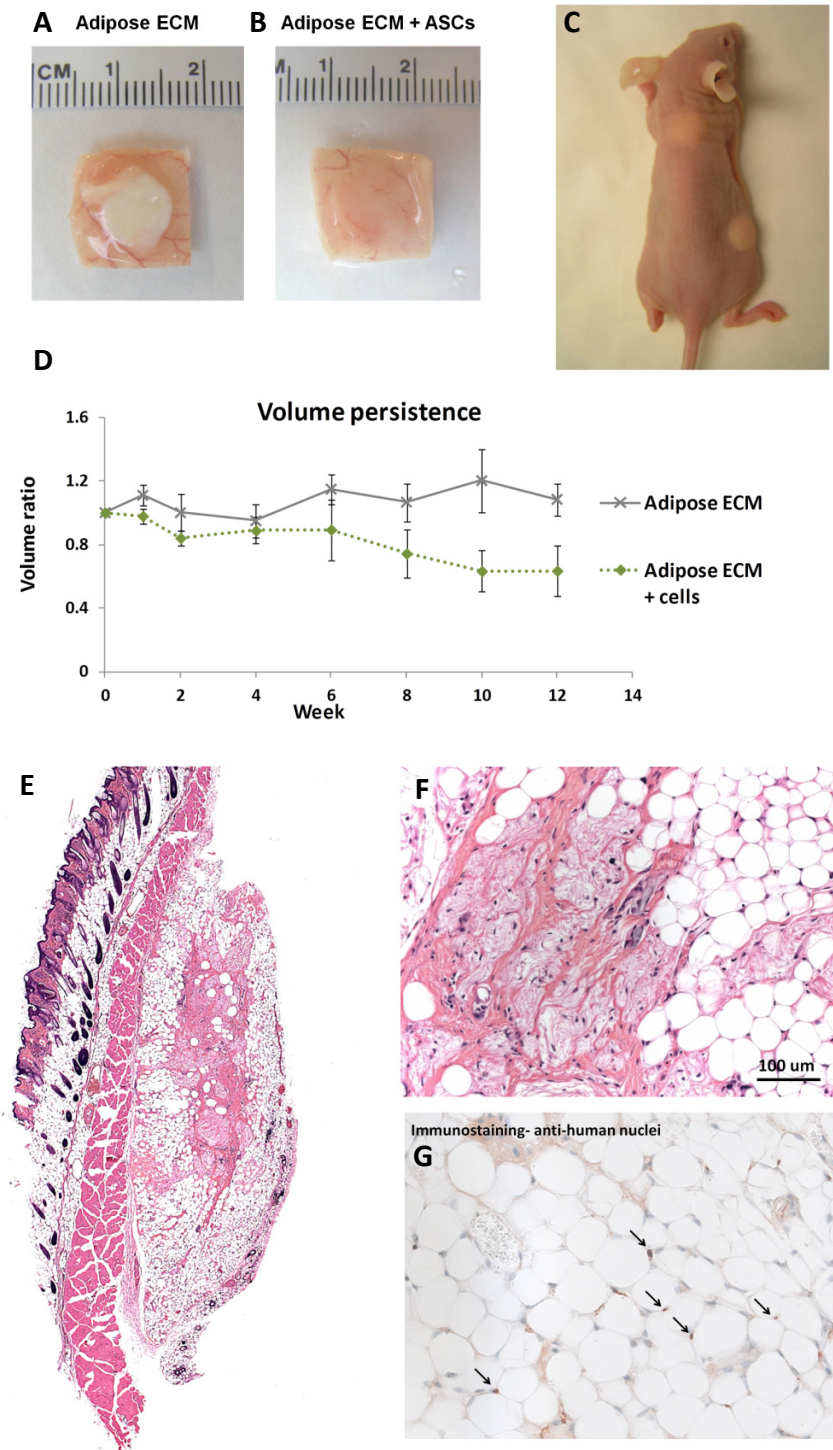 A Adipose ECM
B Adipose ECM + ASCs
C
CM 1 2
M 1 2
D
Volume persistence
1.6
1.2
0.8
0.4
0
Volume ratio
0 2 4 6 8 10 12 14
Week
Adipose ECM
Adipose ECM
+ cells
E
F
100 um
Immunostaining- anti-human nuclei
G